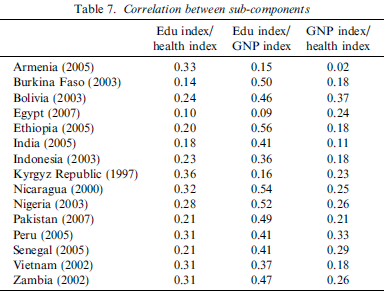 Table 7. Correlation between sub-components
Edu index/ Edu index/ GNP index/
health index GNP index health index
Armenia (2005) 0.33 0.15 0.02
Burkina Faso (2003) 0.14 0.50 0.18
Bolivia (2003) 0.24 0.46 0.37
Egypt (2007) 0.10 0.09 0.24
Ethiopia (2005) 0.20 0.56 0.18
India (2005) 0.18 0.41 0.11
Indonesia (2003) 0.23 0.36 0.18
Kyrgyz Republic (1997) 0.36 0.16 0.23
Nicaragua (2000) 0.32 0.54 0.25
Nigeria (2003) 0.28 0.52 0.26
Pakistan (2007) 0.21 0.49 0.21
Peru (2005) 0.31 0.41 0.33
Senegal (2005) 0.21 0.41 0.29
Vietnam (2002) 0.31 0.37 0.18
Zambia (2002) 0.31 0.47 0.26